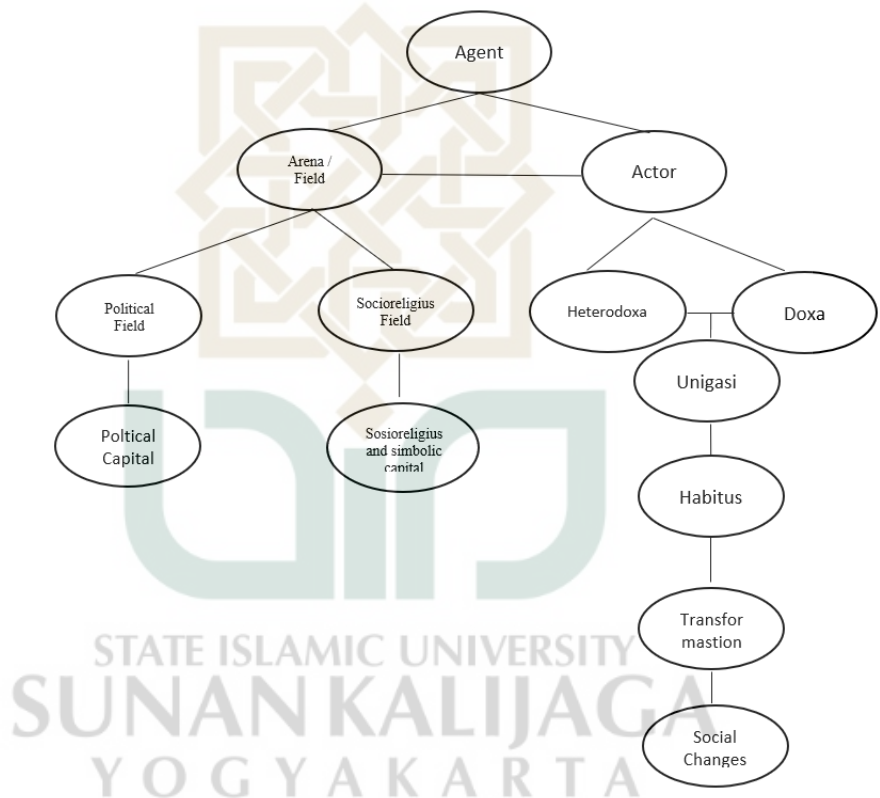 Agent
Arena /
Field
Actor
Political
Field
Socioreligius
Field
Heterodoxa
Doxa
Unigasi
Poltical
Capital
Sosioreligius
and simbolic
capital
Habitus
Transfor
mastion
Social
Changes
STATE ISLAMIC UNIVERSITY
SUNAN KALIJAGA
YOGYAKARTA